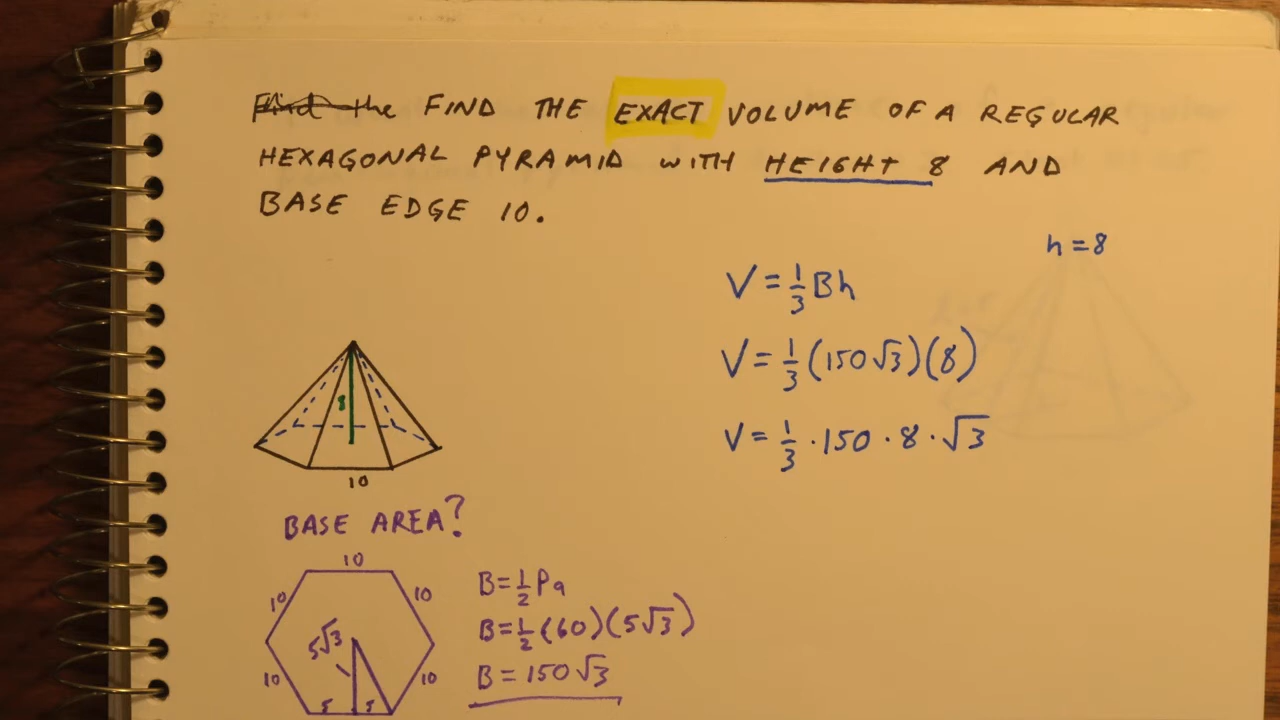 Find the FIND THE EXACT VOLUME OF A REGULAR
HEXAGONAL PYRAMID WITH HEIGHT 8 AND
BASE EDGE 10.
h = 8
V = 1/3 Bh
V = 1/3 (150√3)(8)
V = 1/3 · 150 · 8 · √3
8
10
BASE AREA?
10
10
10
5√3
10
10
5
5
B = 1/2 Pa
B = 1/2 (60)(5√3)
B = 150√3